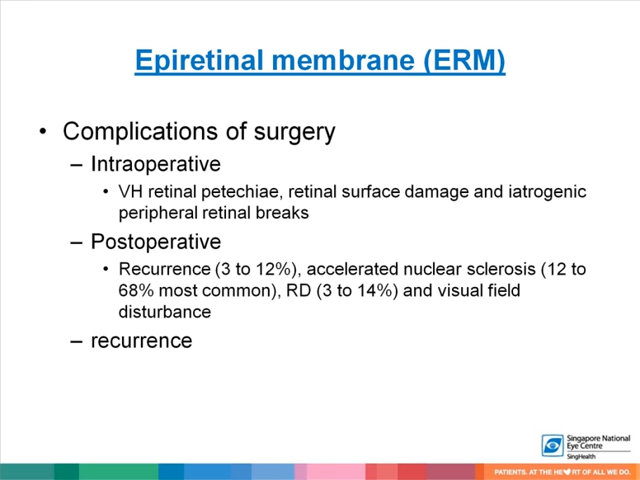 Epiretinal membrane (ERM)
• Complications of surgery
– Intraoperative
• VH retinal petechiae, retinal surface damage and iatrogenic
peripheral retinal breaks
– Postoperative
• Recurrence (3 to 12%), accelerated nuclear sclerosis (12 to
68% most common), RD (3 to 14%) and visual field
disturbance
– recurrence
Singapore National
Eye Centre
SingHealth
PATIENTS. AT THE HE♥RT OF ALL WE DO.